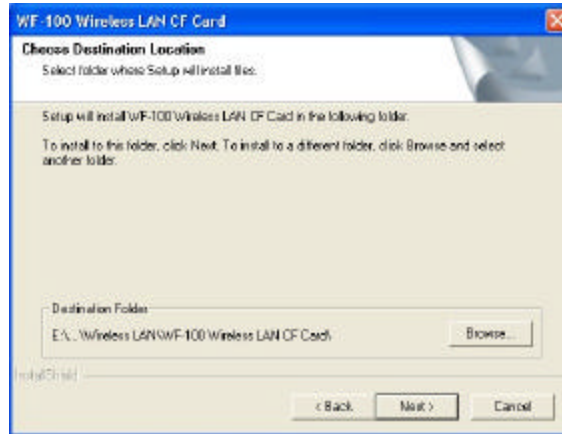 WF-100 Wireless LAN CF Card
Choose Destination Location
Select folder where Setup will install files.
Setup will install WF-100 Wireless LAN CF Card in the following folder.
To install to this folder, click Next. To install to a different folder, click Browse and select
another folder.
Destination Folder
E:\...\Wireless LAN\WF-100 Wireless LAN CF Card\
Browse...
InstallShield
< Back
Next >
Cancel